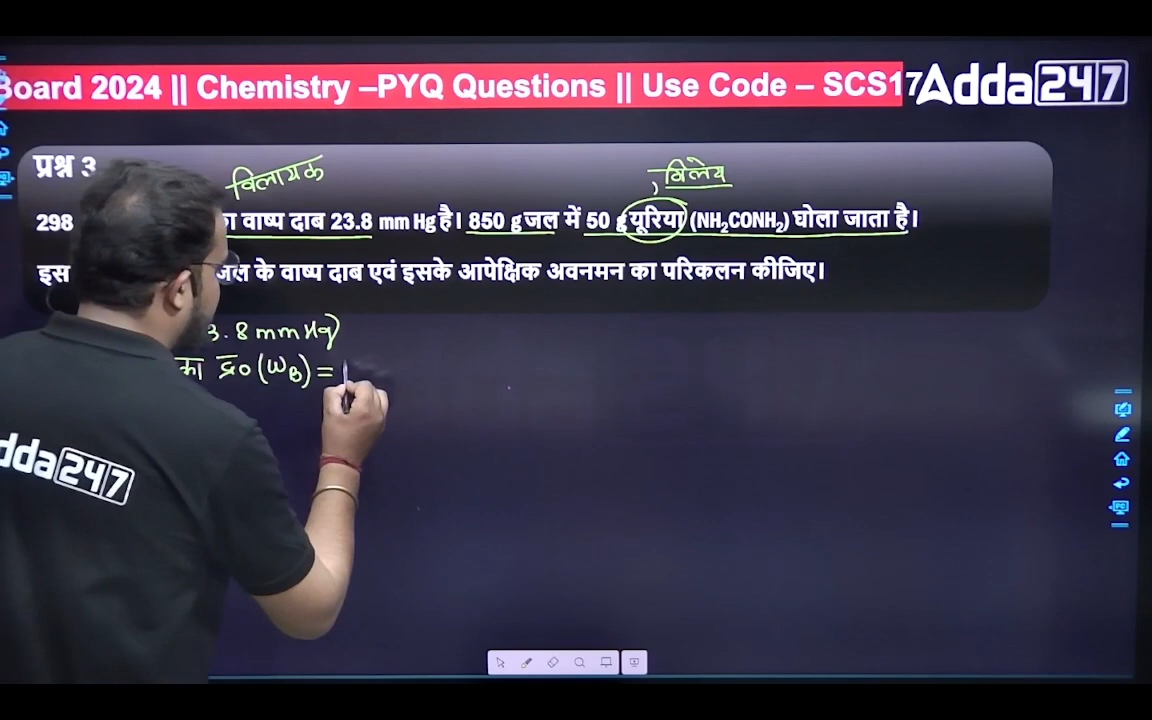 Board 2024 || Chemistry –PYQ Questions || Use Code – SCS17
Adda247
प्रश्न 3
विलायक
विलेय
298 का वाष्प दाब 23.8 mm Hg है। 850 g जल में 50 g यूरिया (NH₂CONH₂) घोला जाता है।
इस जल के वाष्प दाब एवं इसके आपेक्षिक अवनमन का परिकलन कीजिए।
3.8 mm Hg)
का द्र० (WB) =
dda247